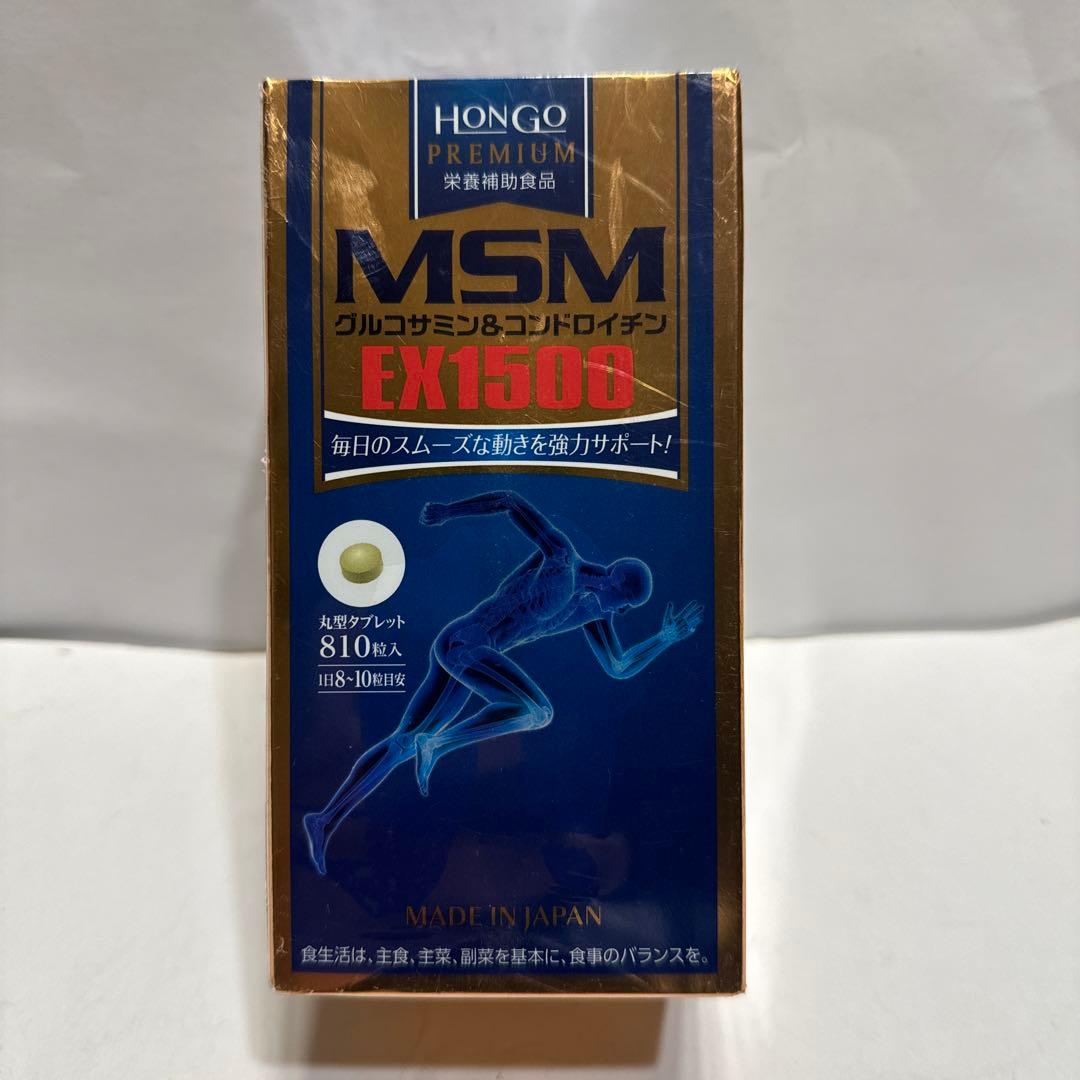 HONGO
PREMIUM
栄養補助食品
MSM
グルコサミン&コンドロイチン
EX1500
毎日のスムーズな動きを強力サポート!
丸型タブレット
810粒入
1日8~10粒目安
MADE IN JAPAN
食生活は、主食、主菜、副菜を基本に、食事のバランスを。